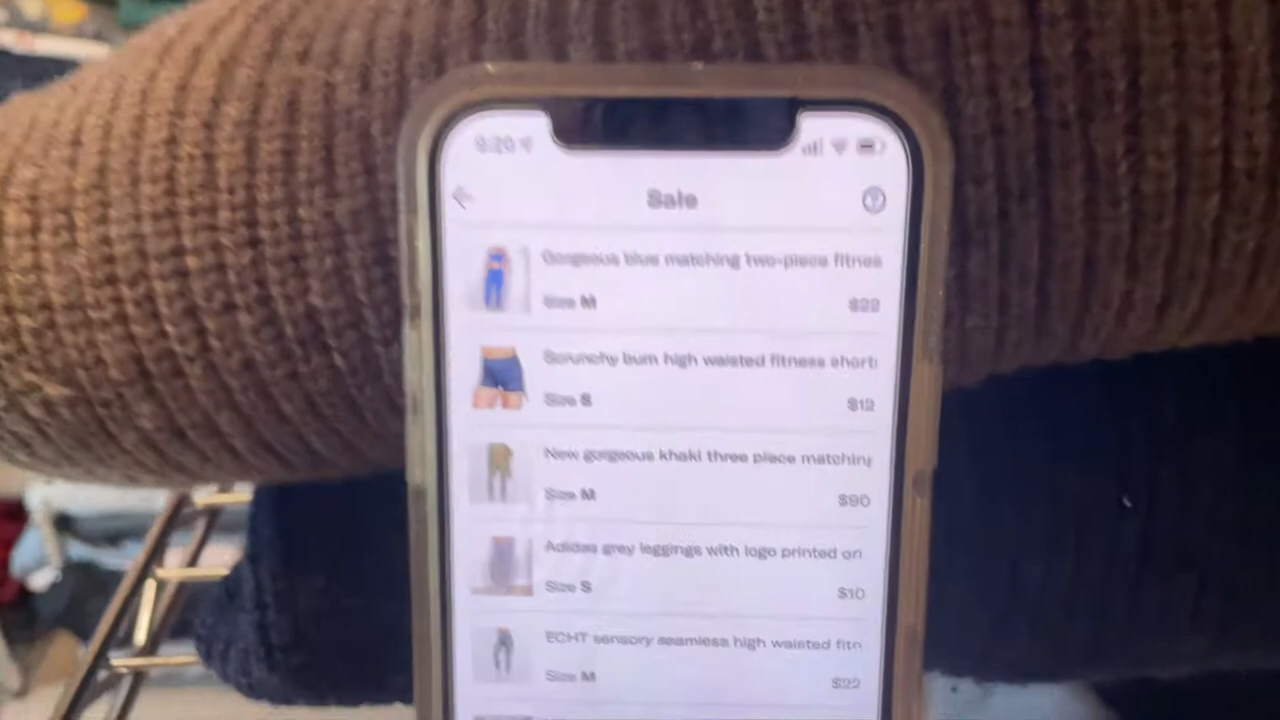 9:20
Sale
Gorgeous blue matching two-piece fitnes
Size M
$22
Scrunchy bum high waisted fitness short
Size S
$12
New gorgeous khaki three piece matching
Size M
$90
Adidas grey leggings with logo printed on
Size S
$10
ECHT sensory seamless high waisted fitn
Size M
$22